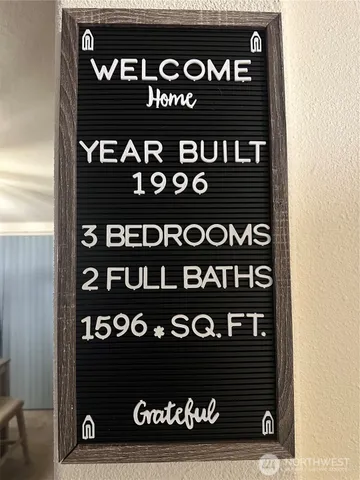 WELCOME
Home
YEAR BUILT
1996
3 BEDROOMS
2 FULL BATHS
1596 * SQ. FT.
Grateful
NORTHWEST